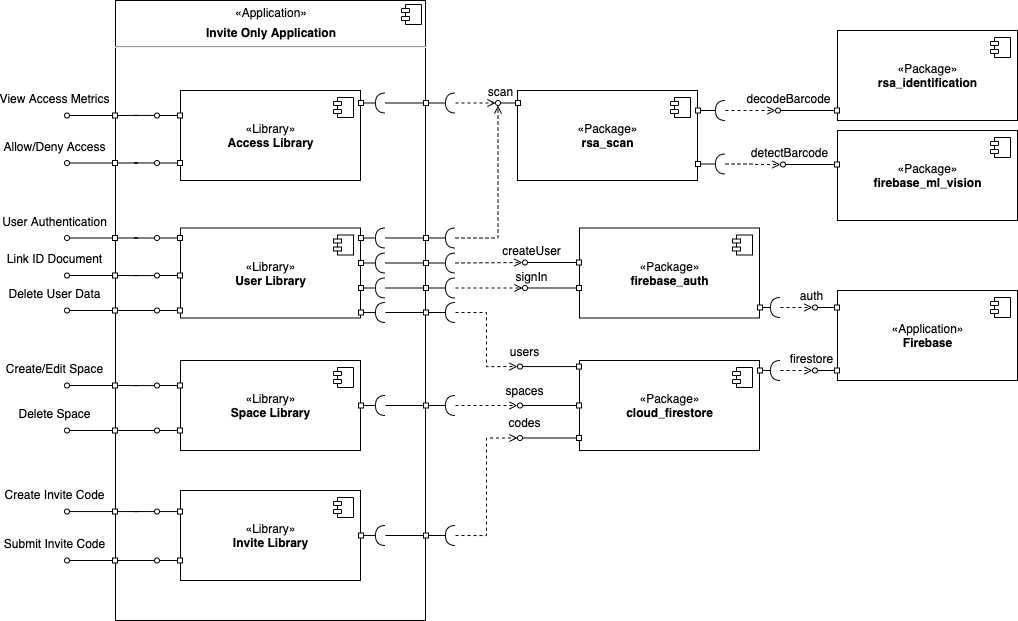 «Application»
Invite Only Application
View Access Metrics
Allow/Deny Access
«Library»
Access Library
scan
«Package»
rsa_scan
decodeBarcode
detectBarcode
«Package»
rsa_identification
«Package»
firebase_ml_vision
User Authentication
Link ID Document
Delete User Data
«Library»
User Library
createUser
signIn
«Package»
firebase_auth
auth
firestore
«Application»
Firebase
Create/Edit Space
Delete Space
«Library»
Space Library
users
spaces
codes
«Package»
cloud_firestore
Create Invite Code
Submit Invite Code
«Library»
Invite Library